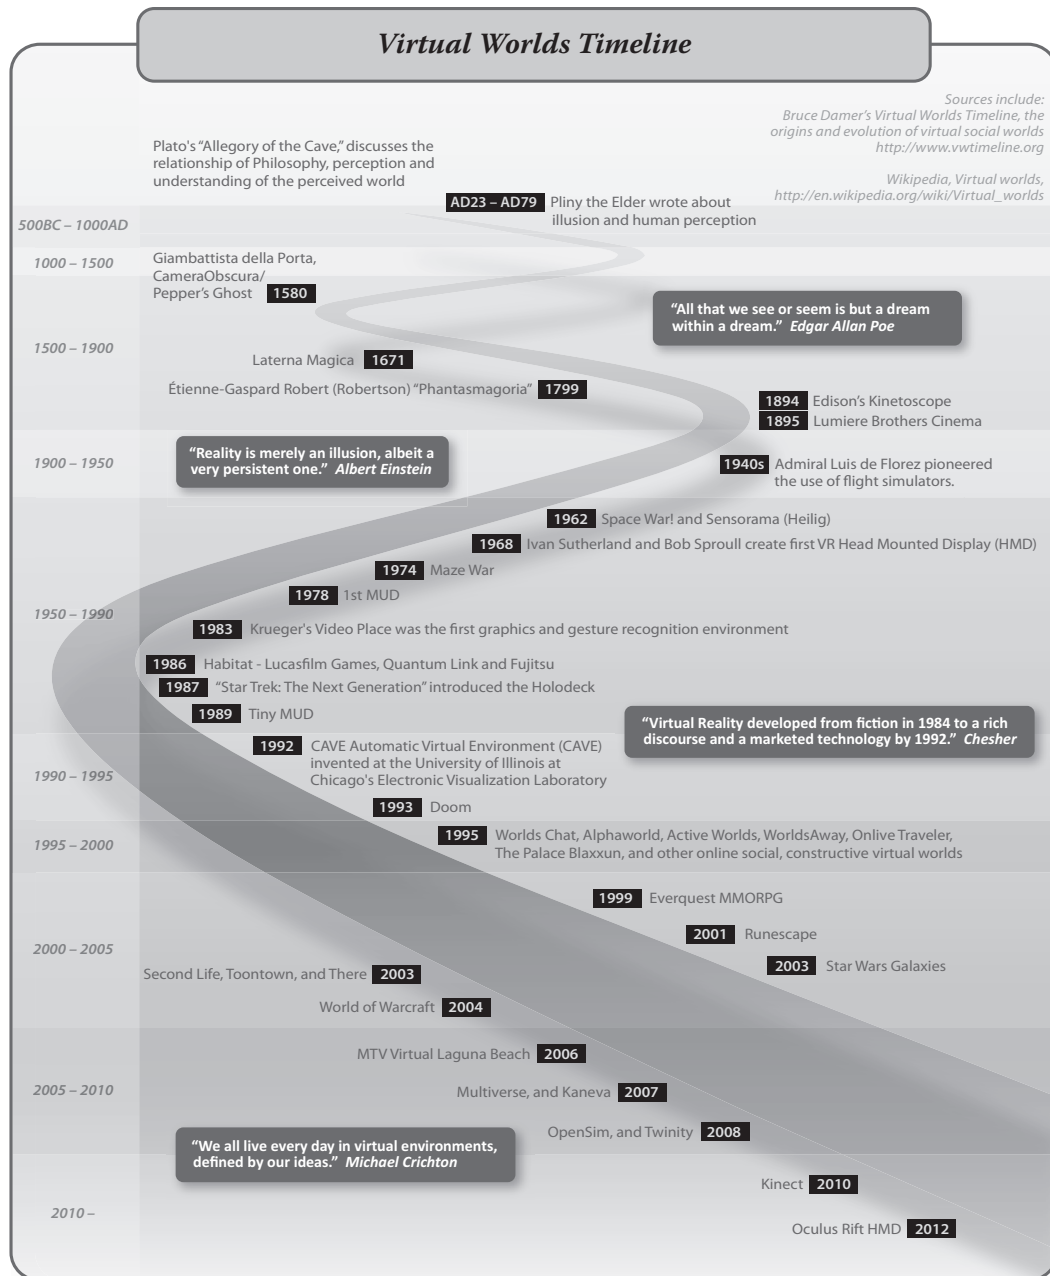 Virtual Worlds Timeline
Sources include:
Bruce Damer's Virtual Worlds Timeline, the
origins and evolution of virtual social worlds
http://www.vwtimeline.org
Wikipedia, Virtual worlds,
http://en.wikipedia.org/wiki/Virtual_worlds
Plato's “Allegory of the Cave,” discusses the
relationship of Philosophy, perception and
understanding of the perceived world
AD23 – AD79 Pliny the Elder wrote about
illusion and human perception
500BC – 1000AD
1000 – 1500
Giambattista della Porta,
CameraObscura/
Pepper's Ghost 1580
“All that we see or seem is but a dream
within a dream.” Edgar Allan Poe
1500 – 1900
Laterna Magica 1671
Étienne-Gaspard Robert (Robertson) “Phantasmagoria” 1799
1894 Edison's Kinetoscope
1895 Lumiere Brothers Cinema
“Reality is merely an illusion, albeit a
very persistent one.” Albert Einstein
1900 – 1950
1940s Admiral Luis de Florez pioneered
the use of flight simulators.
1962 Space War! and Sensorama (Heilig)
1968 Ivan Sutherland and Bob Sproull create first VR Head Mounted Display (HMD)
1974 Maze War
1978 1st MUD
1950 – 1990
1983 Krueger's Video Place was the first graphics and gesture recognition environment
1986 Habitat - Lucasfilm Games, Quantum Link and Fujitsu
1987 “Star Trek: The Next Generation” introduced the Holodeck
1989 Tiny MUD
“Virtual Reality developed from fiction in 1984 to a rich
discourse and a marketed technology by 1992.” Chesher
1992 CAVE Automatic Virtual Environment (CAVE)
invented at the University of Illinois at
Chicago's Electronic Visualization Laboratory
1990 – 1995
1993 Doom
1995 Worlds Chat, Alphaworld, Active Worlds, WorldsAway, Onlive Traveler,
The Palace Blaxxun, and other online social, constructive virtual worlds
1995 – 2000
1999 Everquest MMORPG
2001 Runescape
2000 – 2005
2003 Star Wars Galaxies
Second Life, Toontown, and There 2003
World of Warcraft 2004
MTV Virtual Laguna Beach 2006
2005 – 2010
Multiverse, and Kaneva 2007
OpenSim, and Twinity 2008
“We all live every day in virtual environments,
defined by our ideas.” Michael Crichton
Kinect 2010
2010 –
Oculus Rift HMD 2012